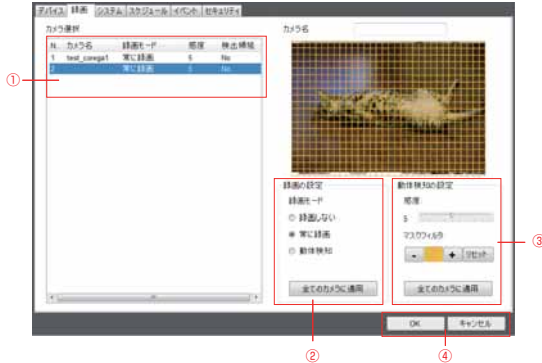 デバイス 録画 システム スケジュール イベント セキュリティ
カメラ選択
カメラ名
N.. カメラ名 録画モード 感度 検出領域
1 test_corega1 常に録画 5 No
2 常に録画 5 No
①
録画の設定
動体検知の設定
録画モード
感度:
録画しない
5
常に録画
マスクフィルタ
③
動体検知
- + リセット
全てのカメラに適用
全てのカメラに適用
OK キャンセル
②
④